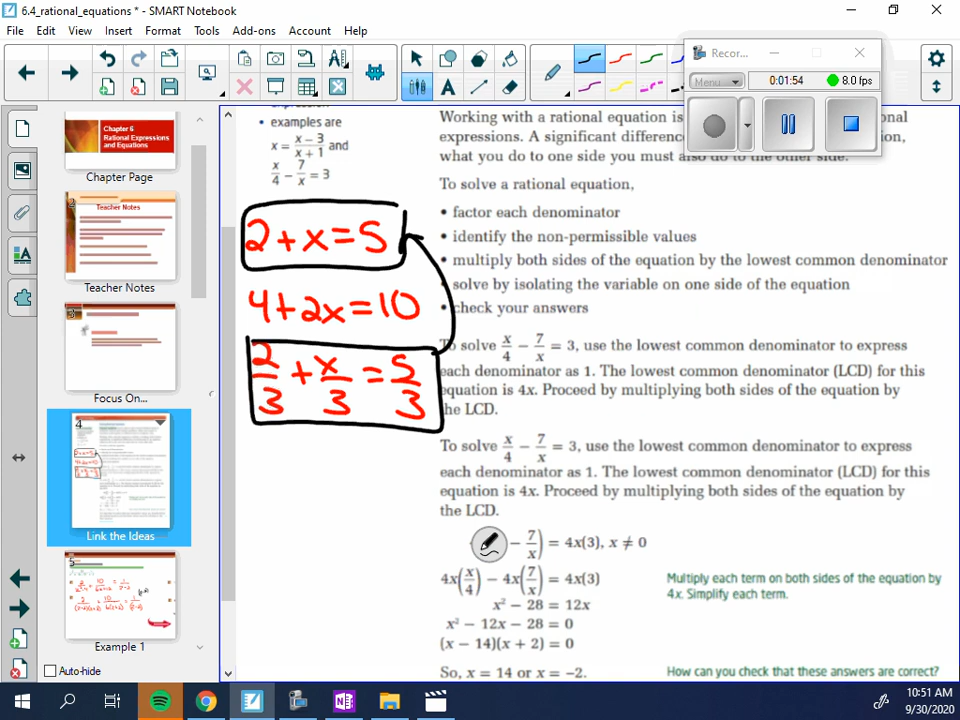 6.4_rational_equations * - SMART Notebook
File Edit View Insert Format Tools Add-ons Account Help
Recor...
Menu
0:01:54
8.0 fps
Chapter 6
Rational Expressions
and Equations
Chapter Page
2
Teacher Notes
Teacher Notes
3
Focus On...
4
Link the Ideas
5
Example 1
Auto-hide
• examples are
x = x − 3 / x + 1 and
x/4 − 7/x = 3
2 + x = 5
4 + 2x = 10
2/3 + x/3 = 5/3
Working with a rational equation is
onal
expressions. A significant differenc
on,
what you do to one side you must also do to the other side.
To solve a rational equation,
• factor each denominator
• identify the non-permissible values
• multiply both sides of the equation by the lowest common denominator
solve by isolating the variable on one side of the equation
• check your answers
To solve x/4 − 7/x = 3, use the lowest common denominator to express
each denominator as 1. The lowest common denominator (LCD) for this
equation is 4x. Proceed by multiplying both sides of the equation by
the LCD.
To solve x/4 − 7/x = 3, use the lowest common denominator to express
each denominator as 1. The lowest common denominator (LCD) for this
equation is 4x. Proceed by multiplying both sides of the equation by
the LCD.
− 7/x) = 4x(3), x ≠ 0
4x(x/4) − 4x(7/x) = 4x(3)
Multiply each term on both sides of the equation by
4x. Simplify each term.
x² − 28 = 12x
x² − 12x − 28 = 0
(x − 14)(x + 2) = 0
So, x = 14 or x = −2.
How can you check that these answers are correct?
10:51 AM
9/30/2020